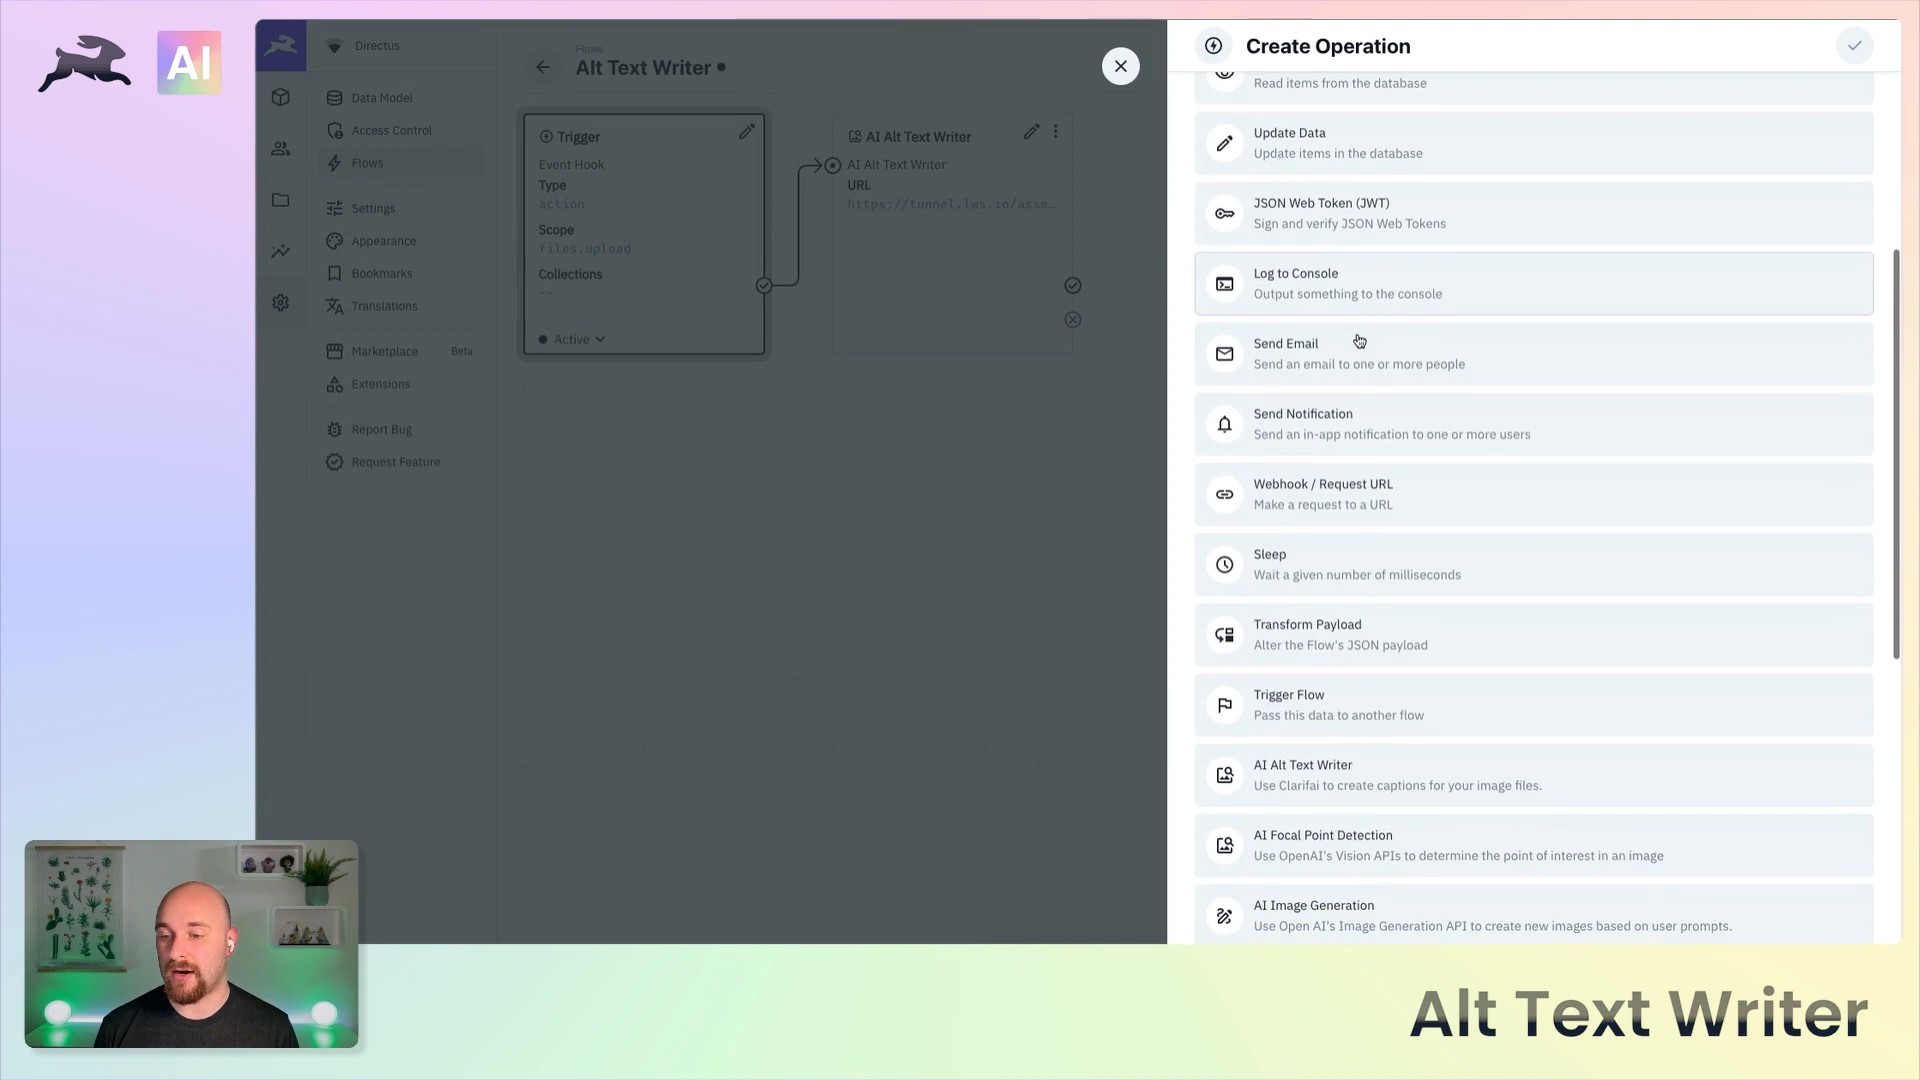 AI
Directus
Data Model
Access Control
Flows
Settings
Appearance
Bookmarks
Translations
Marketplace Beta
Extensions
Report Bug
Request Feature
Flows
Alt Text Writer
Trigger
Event Hook
Type
action
Scope
files.upload
Collections
--
Active
AI Alt Text Writer
AI Alt Text Writer
URL
https://tunnel.lws.io/asse…
Create Operation
Read items from the database
Update Data
Update items in the database
JSON Web Token (JWT)
Sign and verify JSON Web Tokens
Log to Console
Output something to the console
Send Email
Send an email to one or more people
Send Notification
Send an in-app notification to one or more users
Webhook / Request URL
Make a request to a URL
Sleep
Wait a given number of milliseconds
Transform Payload
Alter the Flow's JSON payload
Trigger Flow
Pass this data to another flow
AI Alt Text Writer
Use Clarifai to create captions for your image files.
AI Focal Point Detection
Use OpenAI's Vision APIs to determine the point of interest in an image
AI Image Generation
Use Open AI's Image Generation API to create new images based on user prompts.
Alt Text Writer